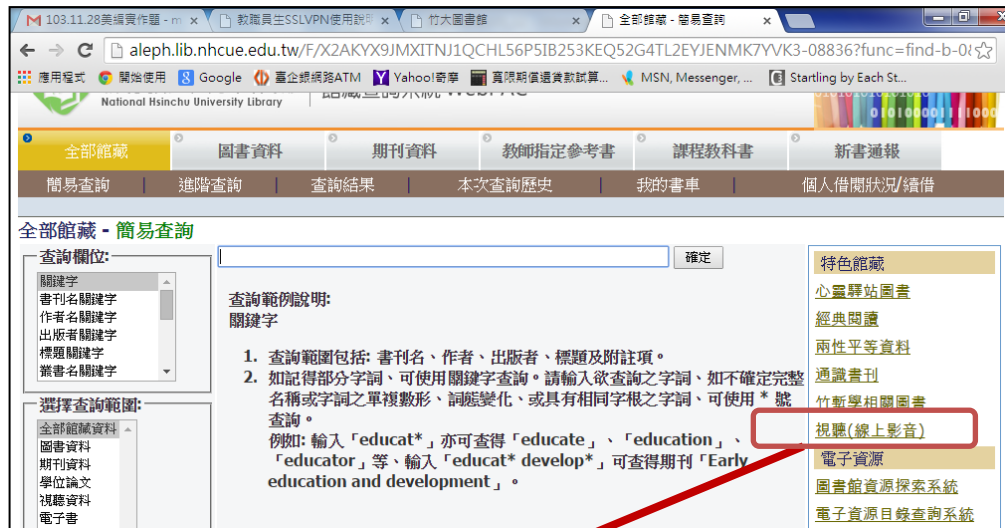 103.11.28美編實作暨 - m
教職員生SSLVPN使用說明
竹大圖書館
全部館藏 - 簡易查詢
aleph.lib.nhcue.edu.tw/F/X2AKYX9JMXITNJ1QCHL56P5IB253KEQ52G4TL2EYJENMK7YVK3-08836?func=find-b-0&
應用程式
開始使用
Google
臺企銀網路ATM
Yahoo!奇摩
寬限期償還貸款試算...
MSN, Messenger, ...
Startling by Each St...
National Hsinchu University Library
館藏查詢系統 WebPAC
全部館藏
圖書資料
期刊資料
教師指定參考書
課程教科書
新書通報
簡易查詢 | 進階查詢 | 查詢結果 | 本次查詢歷史 | 我的書車 | 個人借閱狀況/續借
全部館藏 - 簡易查詢
查詢欄位:
關鍵字
書刊名關鍵字
作者名關鍵字
出版者關鍵字
標題關鍵字
叢書名關鍵字
選擇查詢範圍:
全部館藏資料
圖書資料
期刊資料
學位論文
視聽資料
電子書
確定
查詢範例說明:
關鍵字
1. 查詢範圍包括: 書刊名、作者、出版者、標題及附註項。
2. 如記得部分字詞、可使用關鍵字查詢。請輸入欲查詢之字詞、如不確定完整
名稱或字詞之單複數形、詞態變化、或具有相同字根之字詞、可使用 * 號
查詢。
例如: 輸入「educat*」亦可查得「educate」、「education」、
「educator」等、輸入「educat* develop*」可查得期刊「Early
education and development」。
特色館藏
心靈驛站圖書
經典閱讀
兩性平等資料
通識書刊
竹塹學相關圖書
視聽(線上影音)
電子資源
圖書館資源探索系統
電子資源目錄查詢系統